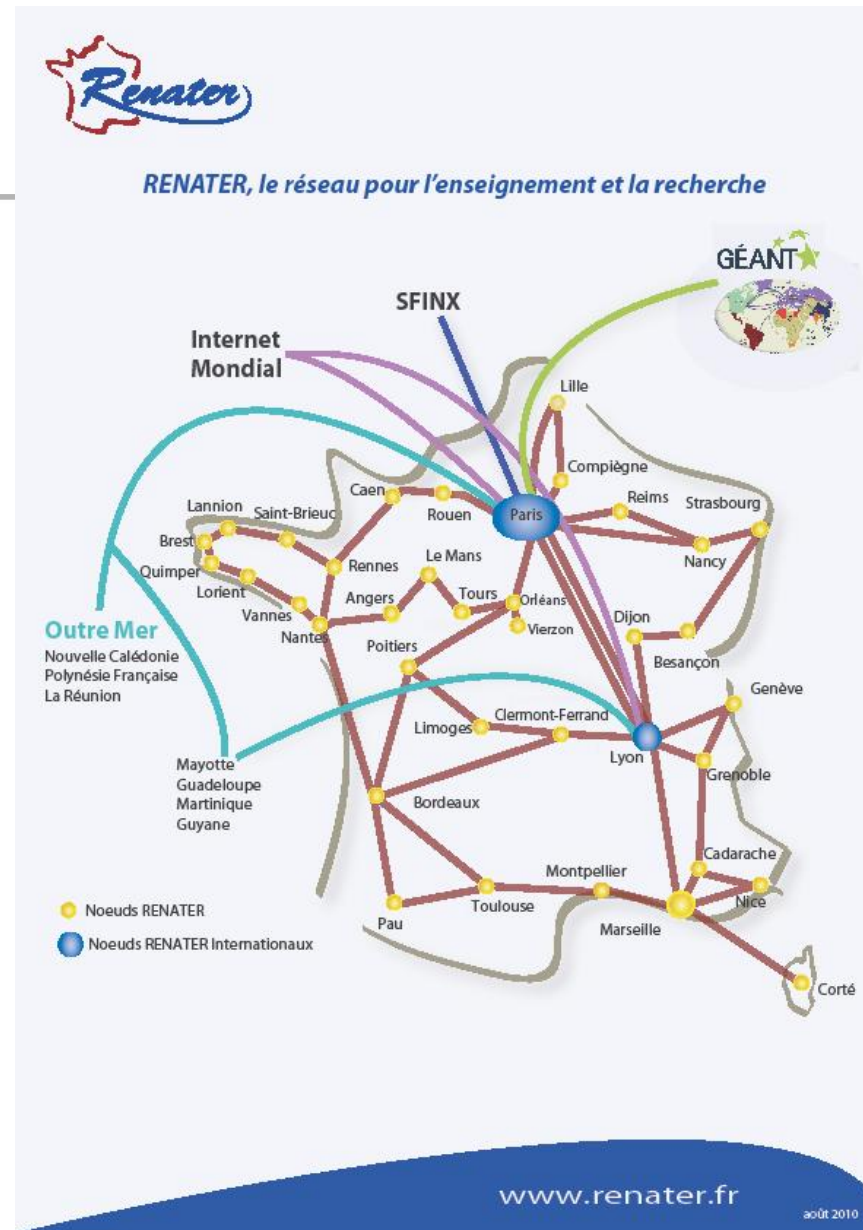 Renater
RENATER, le réseau pour l'enseignement et la recherche
GÉANT
SFINX
Internet
Mondial
Lille
Compiègne
Caen
Rouen
Paris
Reims
Strasbourg
Lannion
Saint-Brieuc
Brest
Nancy
Quimper
Rennes
Le Mans
Lorient
Angers
Tours
Orléans
Vannes
Dijon
Nantes
Vierzon
Outre Mer
Nouvelle Calédonie
Polynésie Française
La Réunion
Poitiers
Besançon
Genève
Clermont-Ferrand
Limoges
Lyon
Mayotte
Guadeloupe
Martinique
Guyane
Grenoble
Bordeaux
Cadarache
Montpellier
Noeuds RENATER
Toulouse
Nice
Pau
Marseille
Noeuds RENATER Internationaux
Corté
www.renater.fr
août 2010